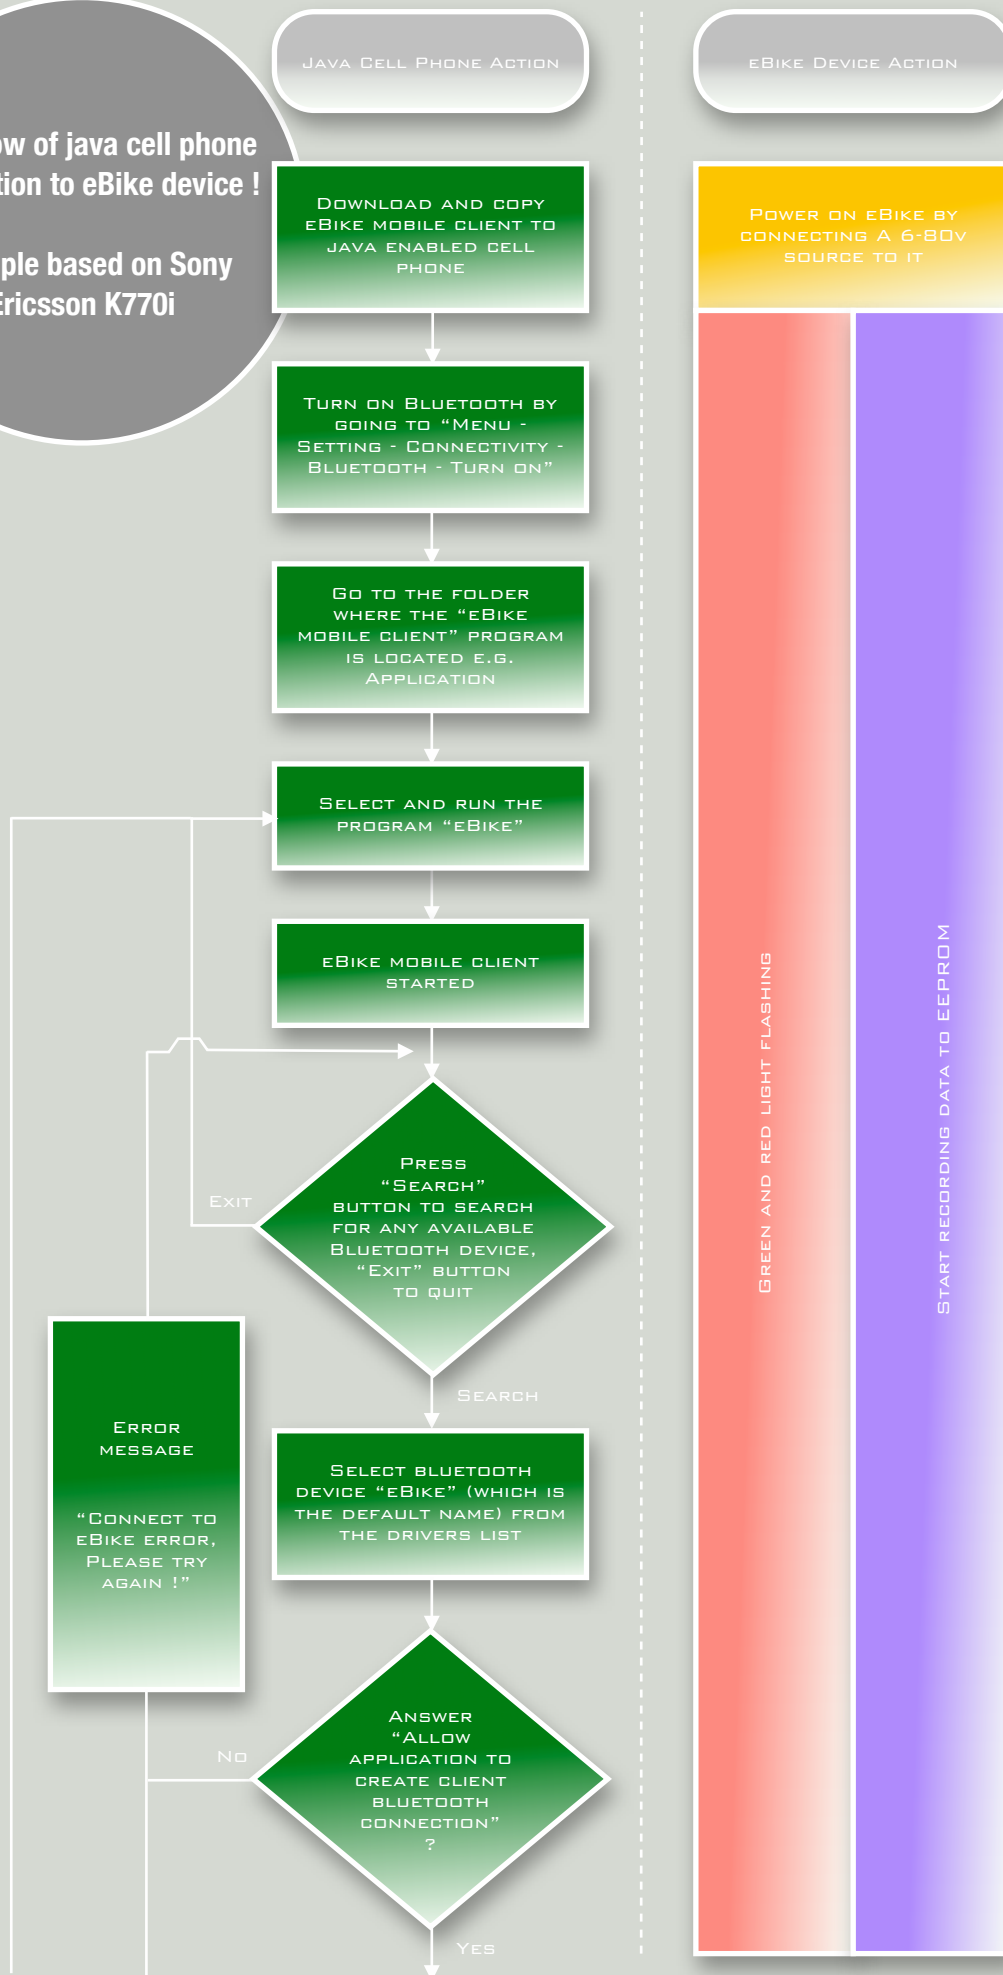 JAVA CELL PHONE ACTION
EBIKE DEVICE ACTION
of java cell phone
to eBike device !
based on Sony
Ericsson K770i
DOWNLOAD AND COPY
EBIKE MOBILE CLIENT TO
JAVA ENABLED CELL
PHONE
POWER ON EBIKE BY
CONNECTING A 6-80V
SOURCE TO IT
TURN ON BLUETOOTH BY
GOING TO “MENU -
SETTING - CONNECTIVITY -
BLUETOOTH - TURN ON”
GO TO THE FOLDER
WHERE THE “EBIKE
MOBILE CLIENT” PROGRAM
IS LOCATED E.G.
APPLICATION
SELECT AND RUN THE
PROGRAM “EBIKE”
EBIKE MOBILE CLIENT
STARTED
PRESS
“SEARCH”
BUTTON TO SEARCH
FOR ANY AVAILABLE
BLUETOOTH DEVICE,
“EXIT” BUTTON
TO QUIT
EXIT
SEARCH
ERROR
MESSAGE
“CONNECT TO
EBIKE ERROR,
PLEASE TRY
AGAIN !”
SELECT BLUETOOTH
DEVICE “EBIKE” (WHICH IS
THE DEFAULT NAME) FROM
THE DRIVERS LIST
ANSWER
“ALLOW
APPLICATION TO
CREATE CLIENT
BLUETOOTH
CONNECTION”
?
NO
YES
GREEN AND RED LIGHT FLASHING
START RECORDING DATA TO EEPROM